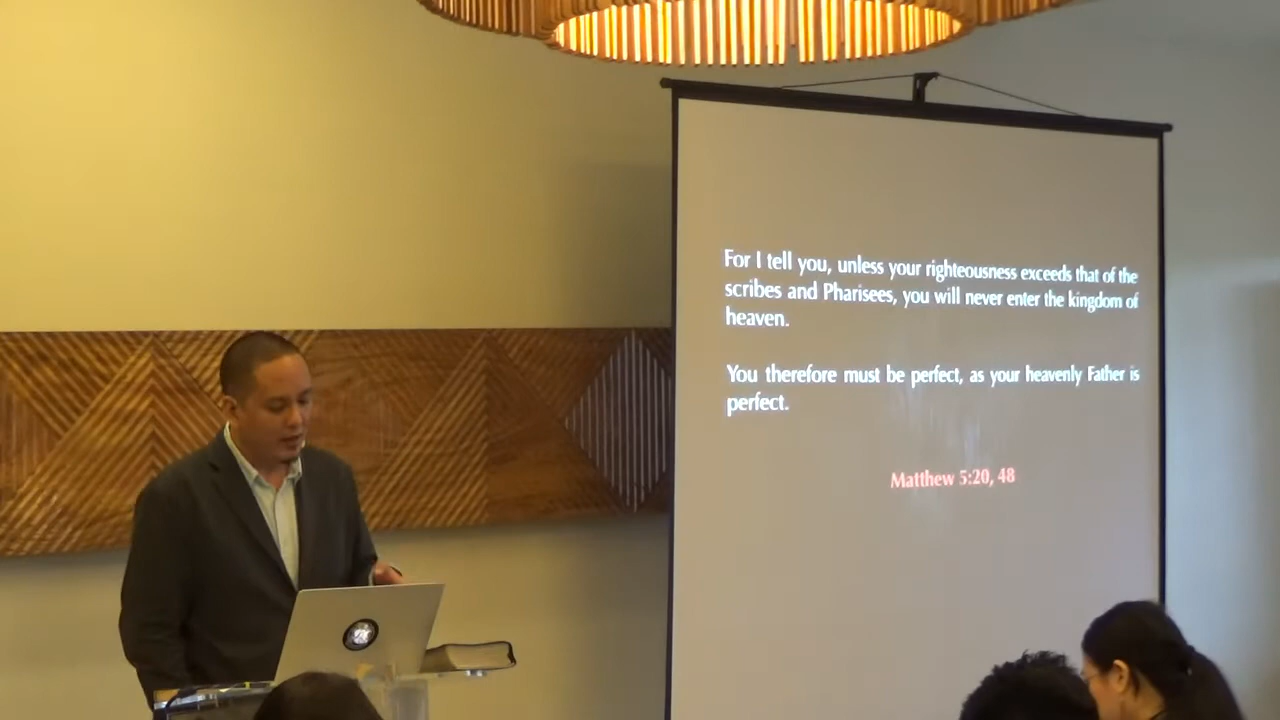 For I tell you, unless your righteousness exceeds that of the
scribes and Pharisees, you will never enter the kingdom of
heaven.
You therefore must be perfect, as your heavenly Father is
perfect.
Matthew 5:20, 48